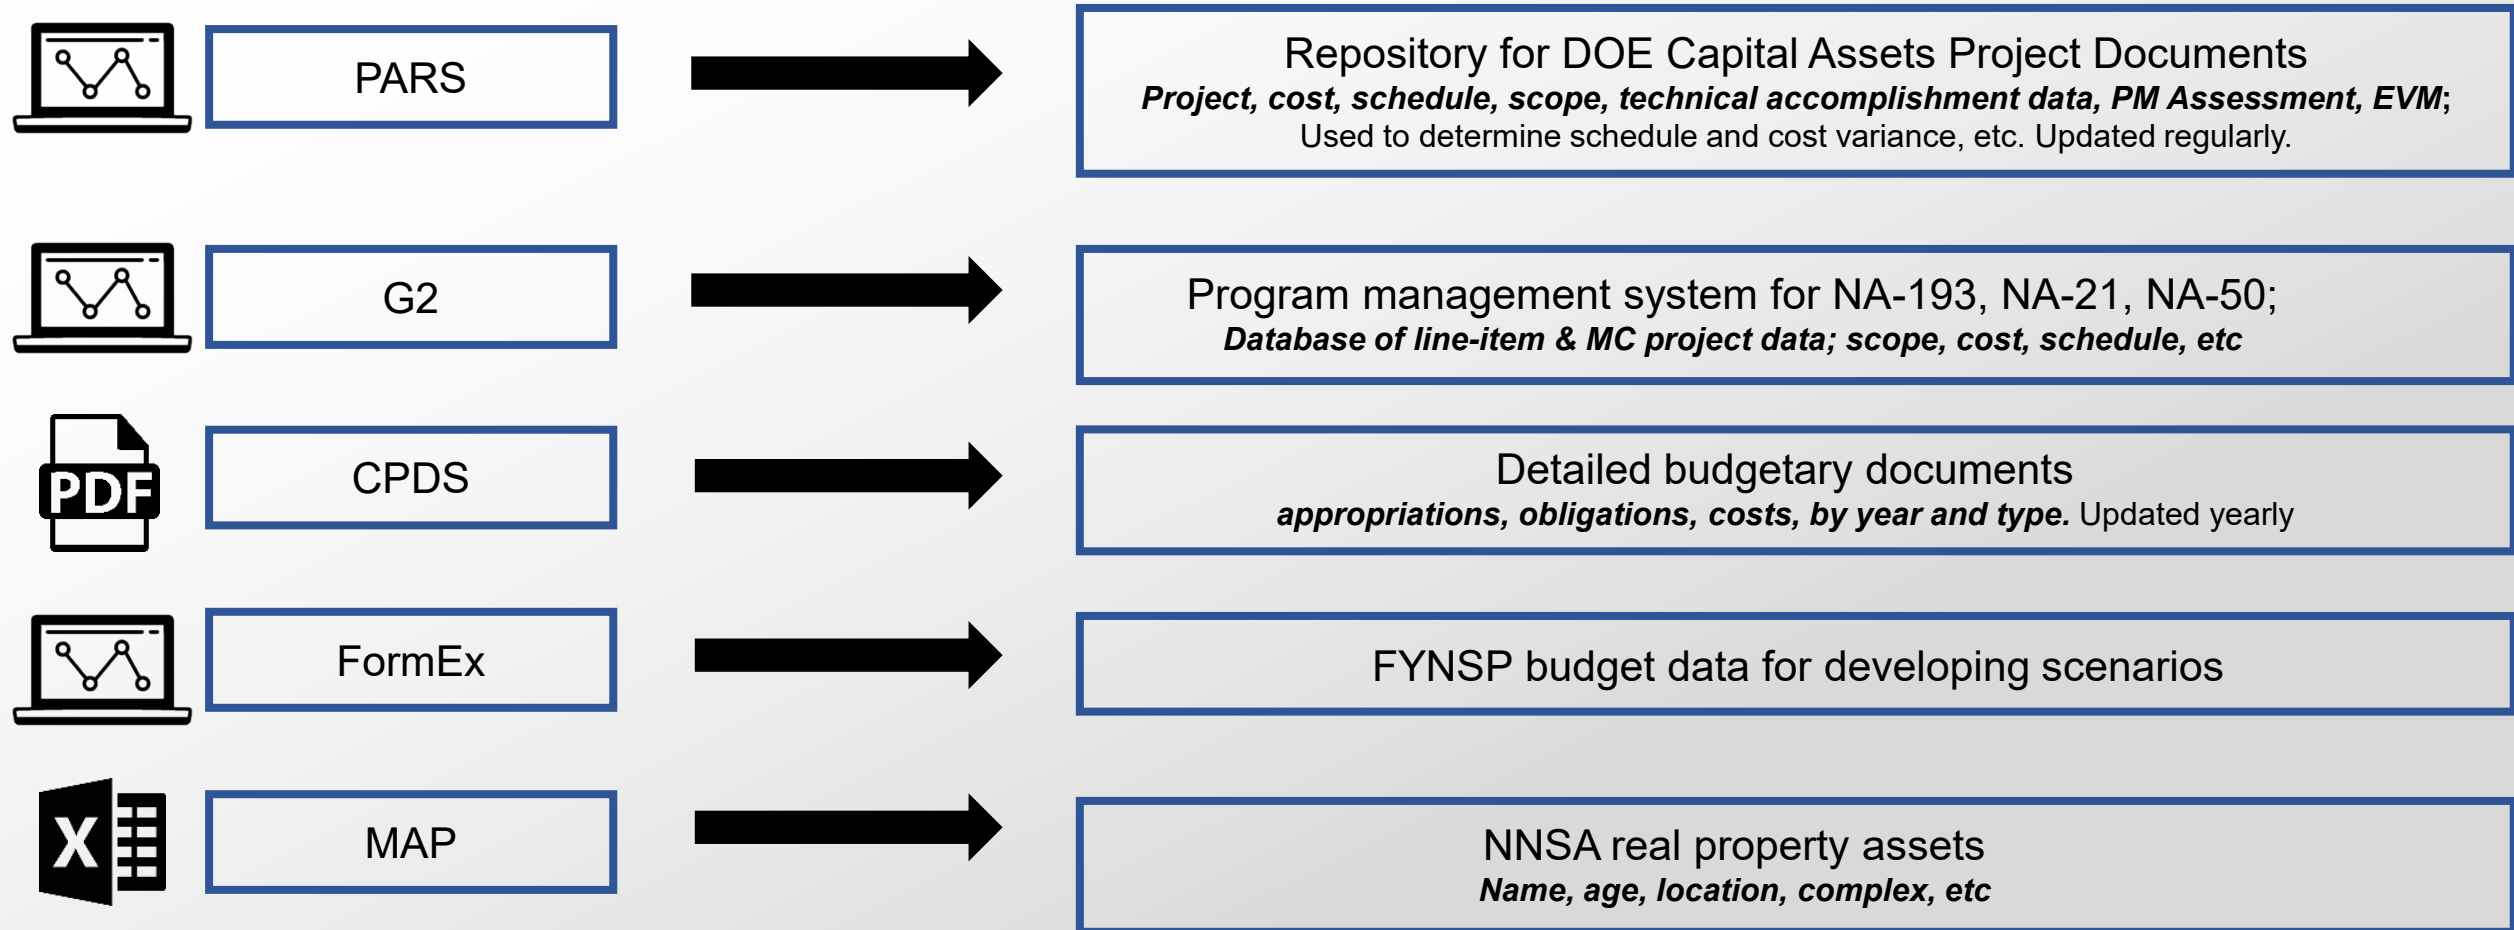 PARS
Repository for DOE Capital Assets Project Documents
Project, cost, schedule, scope, technical accomplishment data, PM Assessment, EVM;
Used to determine schedule and cost variance, etc. Updated regularly.
G2
Program management system for NA-193, NA-21, NA-50;
Database of line-item & MC project data; scope, cost, schedule, etc
PDF
CPDS
Detailed budgetary documents
appropriations, obligations, costs, by year and type. Updated yearly
FormEx
FYNSP budget data for developing scenarios
X
MAP
NNSA real property assets
Name, age, location, complex, etc